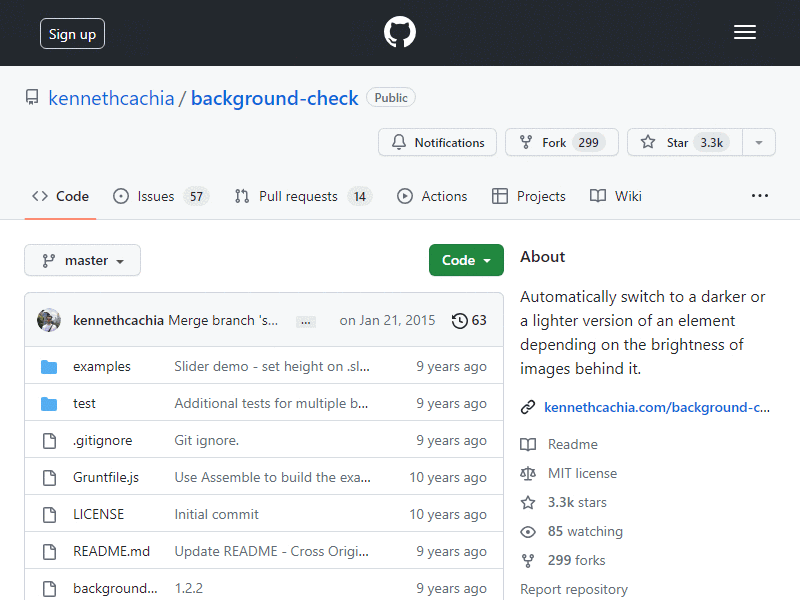 Sign up
kennethcachia / background-check Public
Notifications Fork 299 Star 3.3k
Code Issues 57 Pull requests 14 Actions Projects Wiki ...
master Code
kennethcachia Merge branch 's... ... on Jan 21, 2015 63
examples Slider demo - set height on .sl... 9 years ago
test Additional tests for multiple b... 9 years ago
.gitignore Git ignore. 9 years ago
Gruntfile.js Use Assemble to build the exa... 10 years ago
LICENSE Initial commit 10 years ago
README.md Update README - Cross Origi... 9 years ago
background... 1.2.2 9 years ago
About
Automatically switch to a darker or
a lighter version of an element
depending on the brightness of
images behind it.
kennethcachia.com/background-c...
Readme
MIT license
3.3k stars
85 watching
299 forks
Report repository